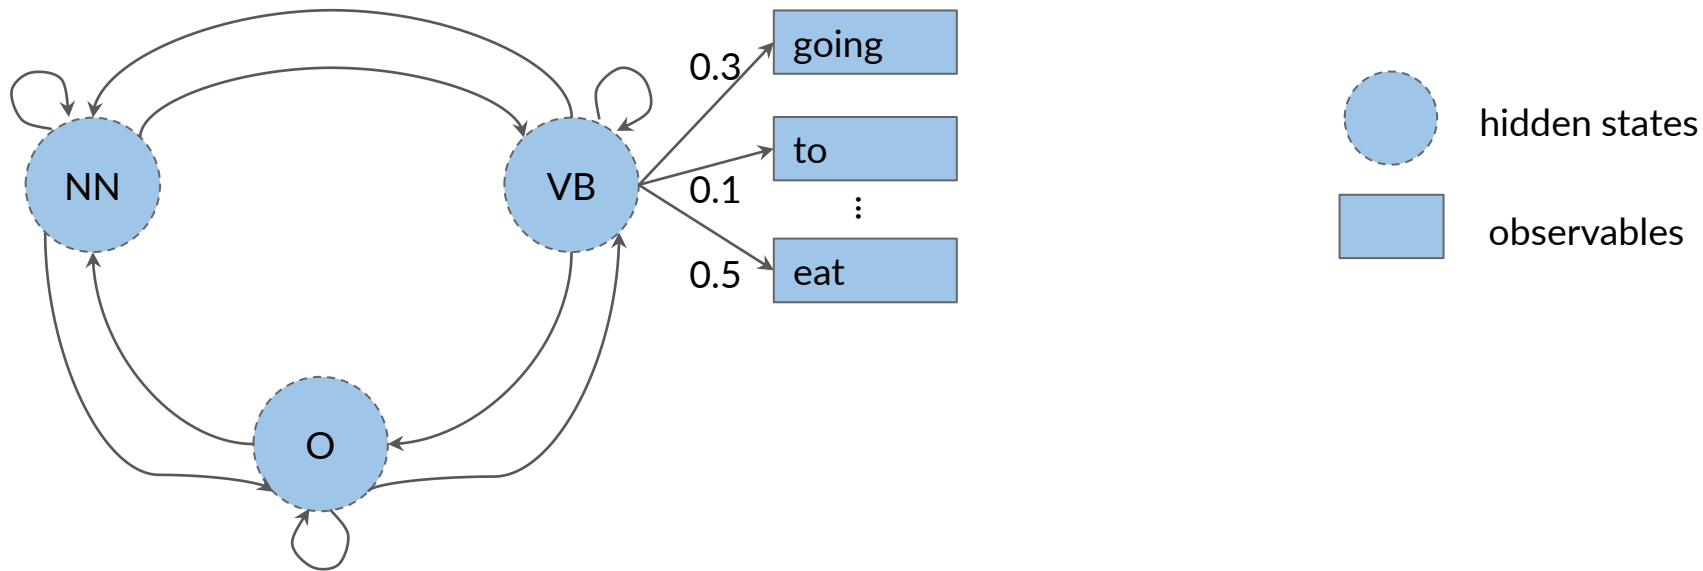 going
0.3
to
NN
VB
0.1
⋮
0.5
eat
O
hidden states
observables